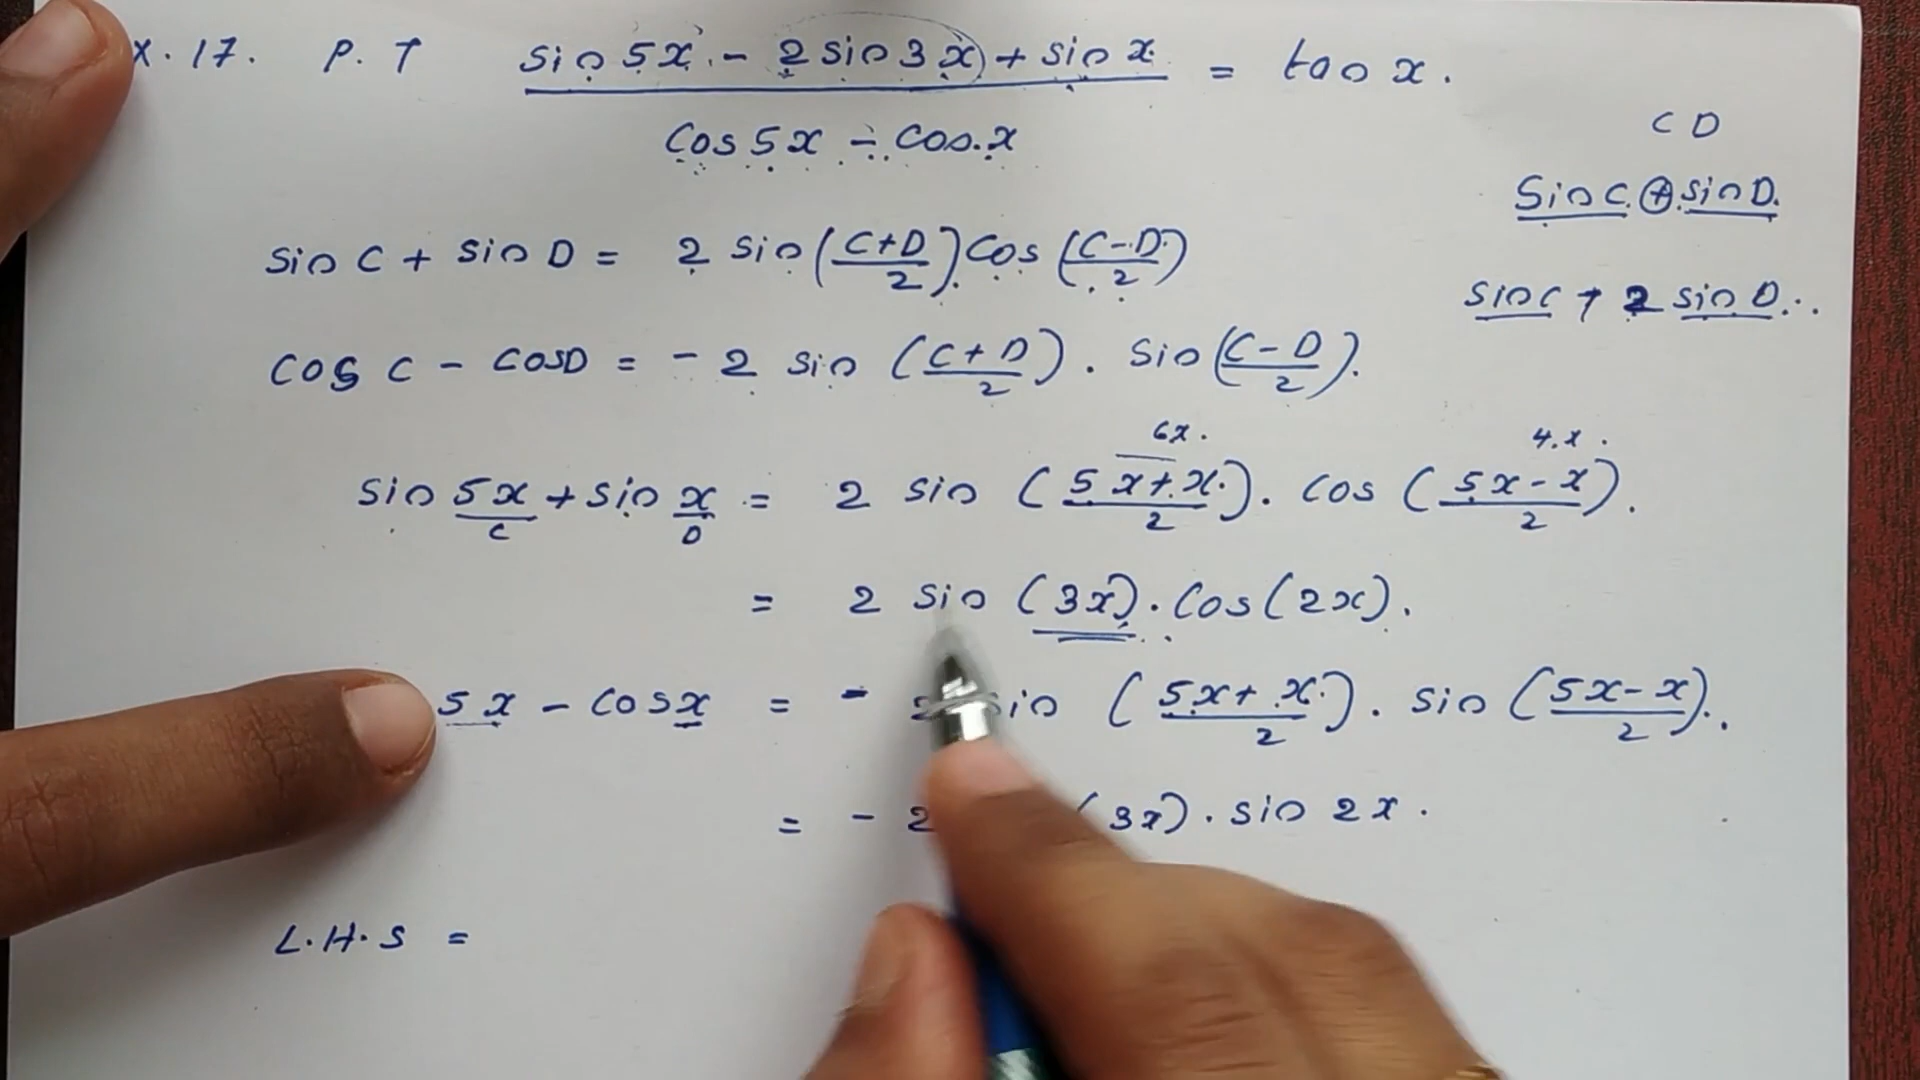 x. 17. P. T sin 5x - 2 sin 3x + sin x = tan x.
cos 5x - cos x
C D
sin C + sin D.
sin C + sin D = 2 sin (C+D/2) cos (C-D/2)
sin C + 2 sin D..
cos C - cos D = -2 sin (C+D/2) . sin (C-D/2).
6x. 4.x.
sin 5x + sin x = 2 sin (5x+x/2). cos (5x-x/2).
C D
= 2 sin (3x). cos (2x).
5x - cos x = - sin (5x+x/2). sin (5x-x/2)..
= - 2 (3x). sin 2x.
L.H.S =